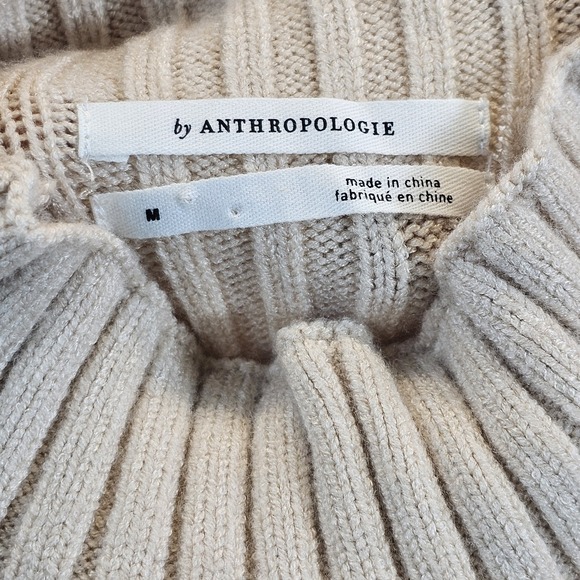 by ANTHROPOLOGIE
M
made in china
fabriqué en chine